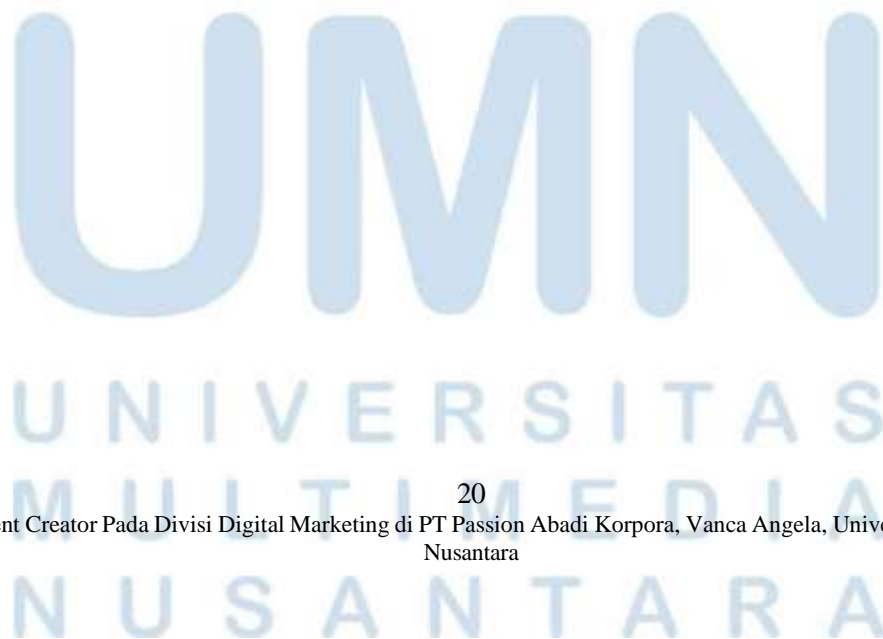 UMN
UNIVERSITAS
20
MULTIMEDIA
ent Creator Pada Divisi Digital Marketing di PT Passion Abadi Korpora, Vanca Angela, Unive
Nusantara
NUSANTARA